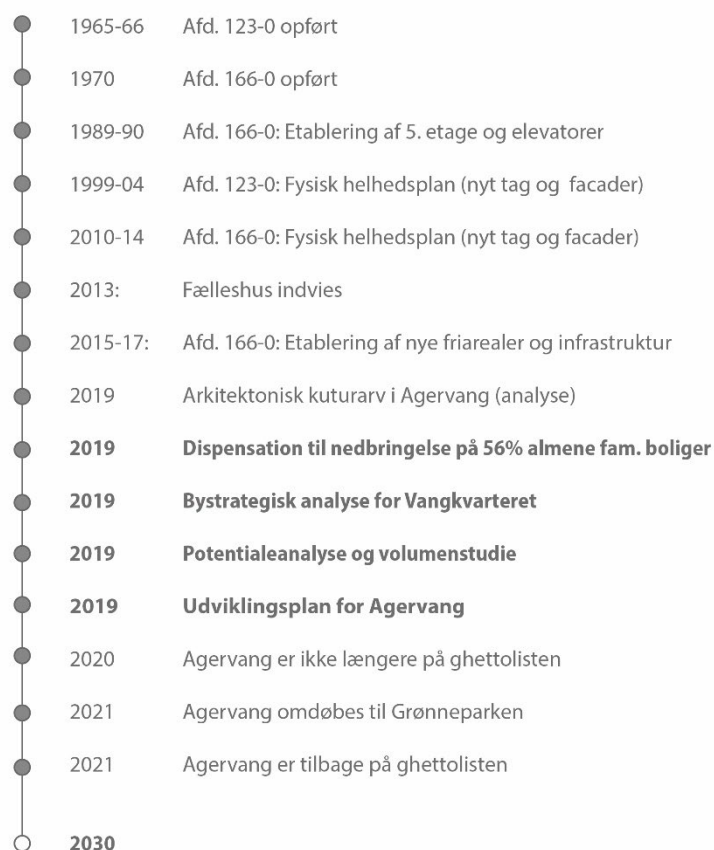 1965-66 Afd. 123-0 opført
1970 Afd. 166-0 opført
1989-90 Afd. 166-0: Etablering af 5. etage og elevatorer
1999-04 Afd. 123-0: Fysisk helhedsplan (nyt tag og facader)
2010-14 Afd. 166-0: Fysisk helhedsplan (nyt tag og facader)
2013: Fælleshus indvies
2015-17: Afd. 166-0: Etablering af nye friarealer og infrastruktur
2019 Arkitektonisk kuturarv i Agervang (analyse)
2019 Dispensation til nedbringelse på 56% almene fam. boliger
2019 Bystrategisk analyse for Vangkvarteret
2019 Potentialeanalyse og volumenstudie
2019 Udviklingsplan for Agervang
2020 Agervang er ikke længere på ghettolisten
2021 Agervang omdøbes til Grønneparken
2021 Agervang er tilbage på ghettolisten
2030